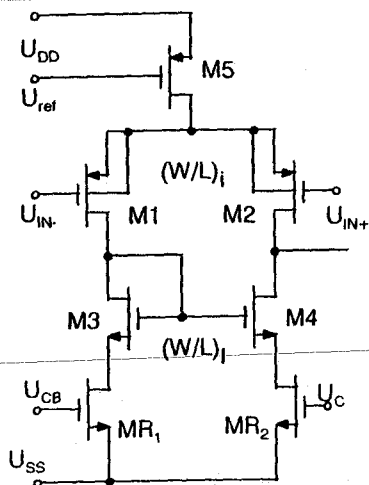 U_DD
M5
U_ref
(W/L)_i
U_IN-
M1
M2
U_IN+
M3
M4
(W/L)_l
U_CB
U_C
MR_1
MR_2
U_SS